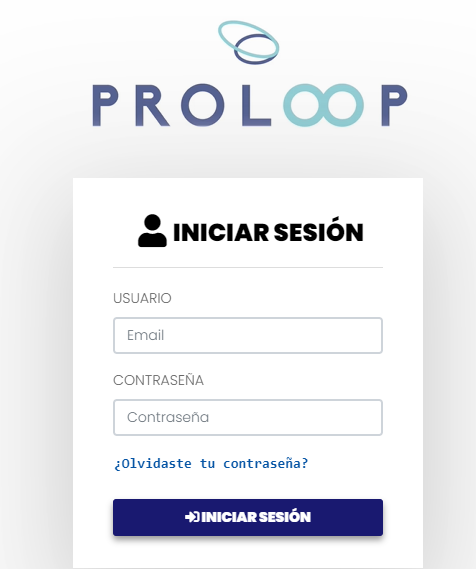 PROLOOP
INICIAR SESIÓN
USUARIO
Email
CONTRASEÑA
Contraseña
¿Olvidaste tu contraseña?
INICIAR SESIÓN